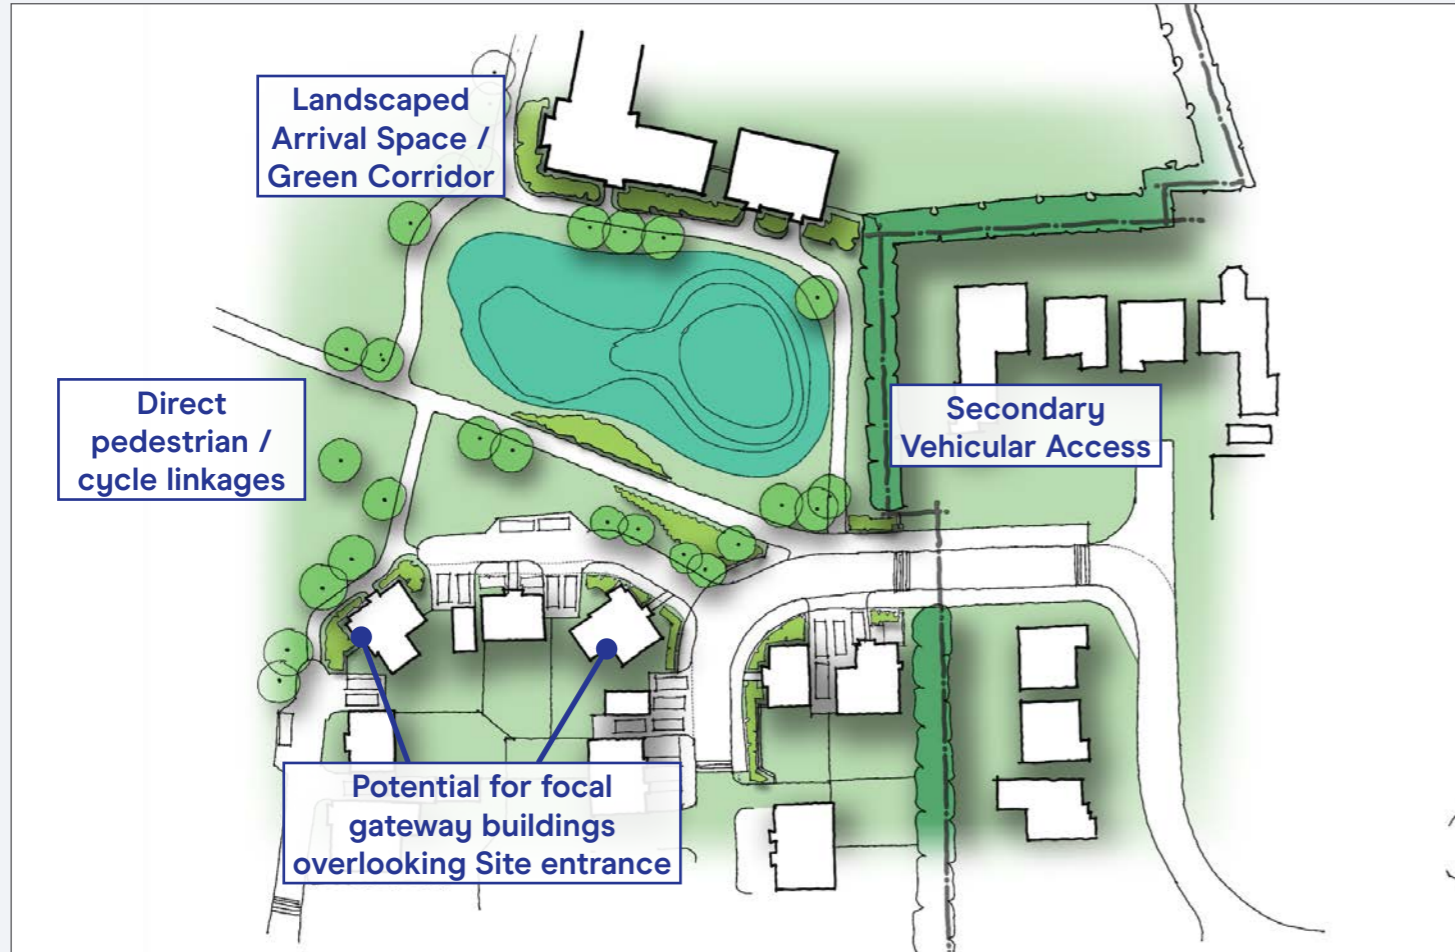 Landscaped
Arrival Space /
Green Corridor
Direct
pedestrian /
cycle linkages
Secondary
Vehicular Access
Potential for focal
gateway buildings
overlooking Site entrance